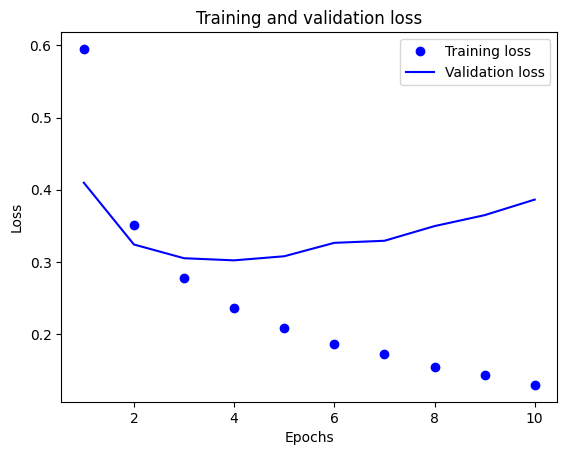 Training and validation loss
Training loss
Validation loss
0.6
0.5
0.4
0.3
0.2
Loss
2
4
6
8
10
Epochs